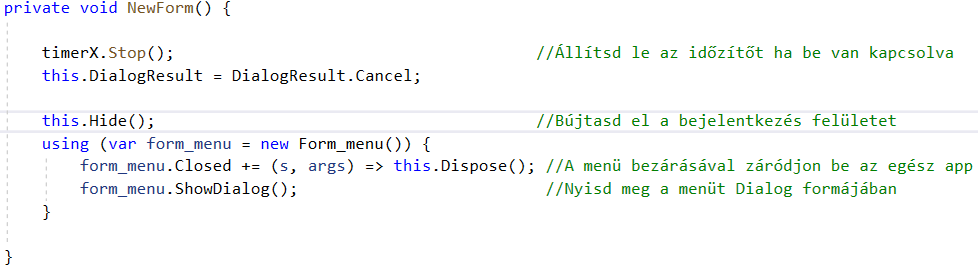 private void NewForm() {
timerX.Stop(); //Állítsd le az időzítőt ha be van kapcsolva
this.DialogResult = DialogResult.Cancel;
this.Hide(); //Bújtasd el a bejelentkezés felületet
using (var form_menu = new Form_menu()) {
form_menu.Closed += (s, args) => this.Dispose(); //A menü bezárásával záródjon be az egész app
form_menu.ShowDialog(); //Nyisd meg a menüt Dialog formájában
}
}